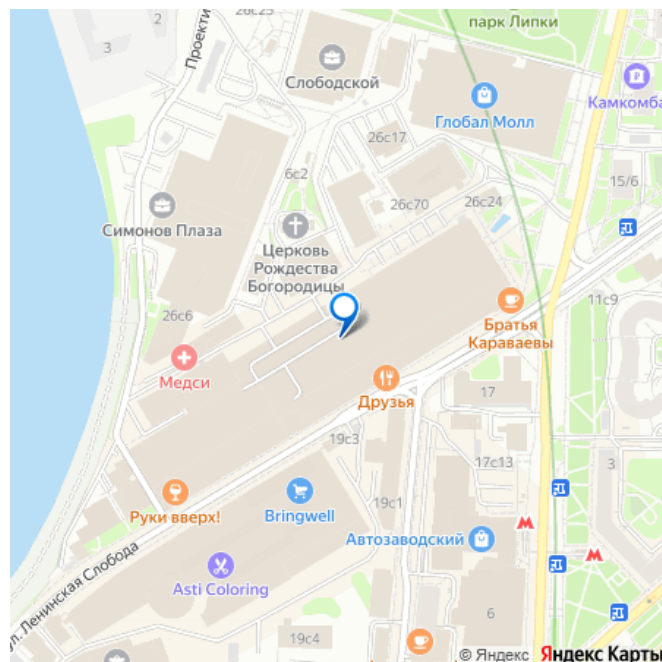 26с25
парк Липки
2
3
Проекти
Слободской
Камкомба
Глобал Молл
26с17
15/6
6с2
26с70
26с24
Симонов Плаза
Церковь
Рождества
Богородицы
11с9
26с6
Братья
Караваевы
Медси
Друзья
17
19с3
17с13
3
Руки вверх!
Bringwell
19с1
Автозаводский
ул. Ленинская Слобода
Asti Coloring
6
19с4
© Яндекс Яндекс Карты